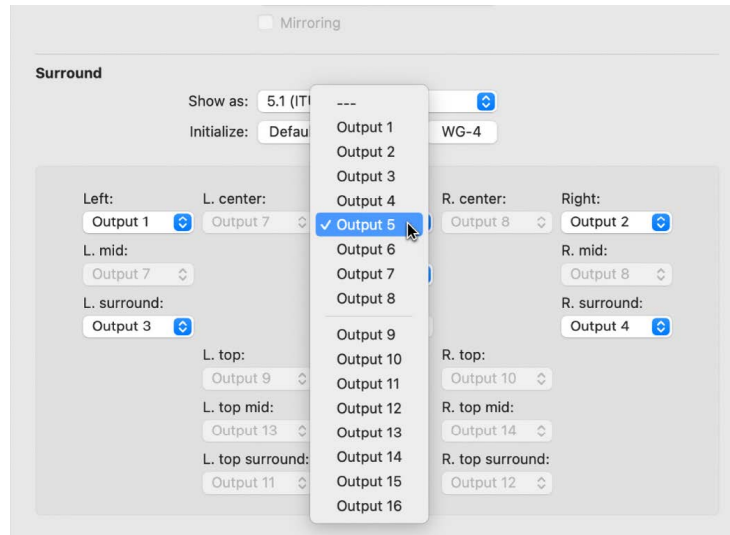 Mirroring
Surround
Show as: 5.1 (ITU
Initialize: Defau WG-4
---
Output 1
Output 2
Output 3
Output 4
✓ Output 5
Output 6
Output 7
Output 8
Output 9
Output 10
Output 11
Output 12
Output 13
Output 14
Output 15
Output 16
Left: L. center: R. center: Right:
Output 1 Output 7 Output 8 Output 2
L. mid: R. mid:
Output 7 Output 8
L. surround: R. surround:
Output 3 Output 4
L. top: R. top:
Output 9 Output 10
L. top mid: R. top mid:
Output 13 Output 14
L. top surround: R. top surround:
Output 11 Output 12